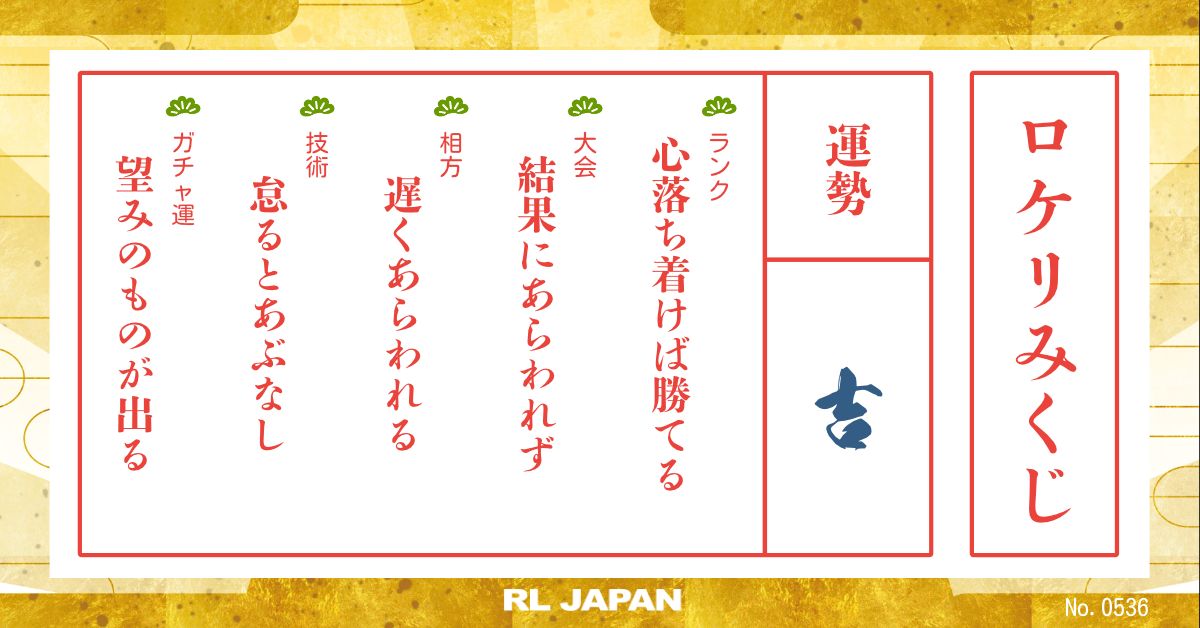 ロケリみくじ
運勢
吉
ランク
心落ち着けば勝てる
大会
結果にあらわれず
相方
遅くあらわれる
技術
怠るとあぶなし
ガチャ運
望みのものが出る
RL JAPAN
No. 0536